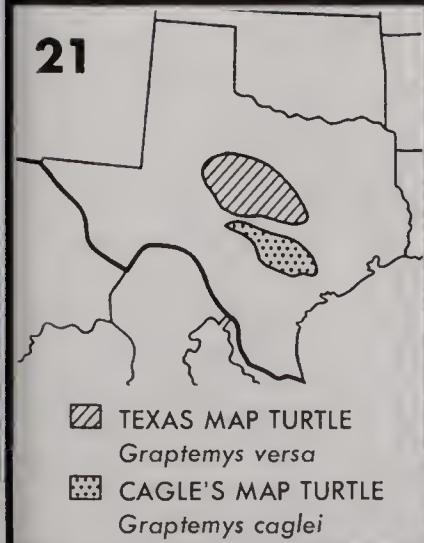 21
TEXAS MAP TURTLE
Graptemys versa
CAGLE'S MAP TURTLE
Graptemys caglei